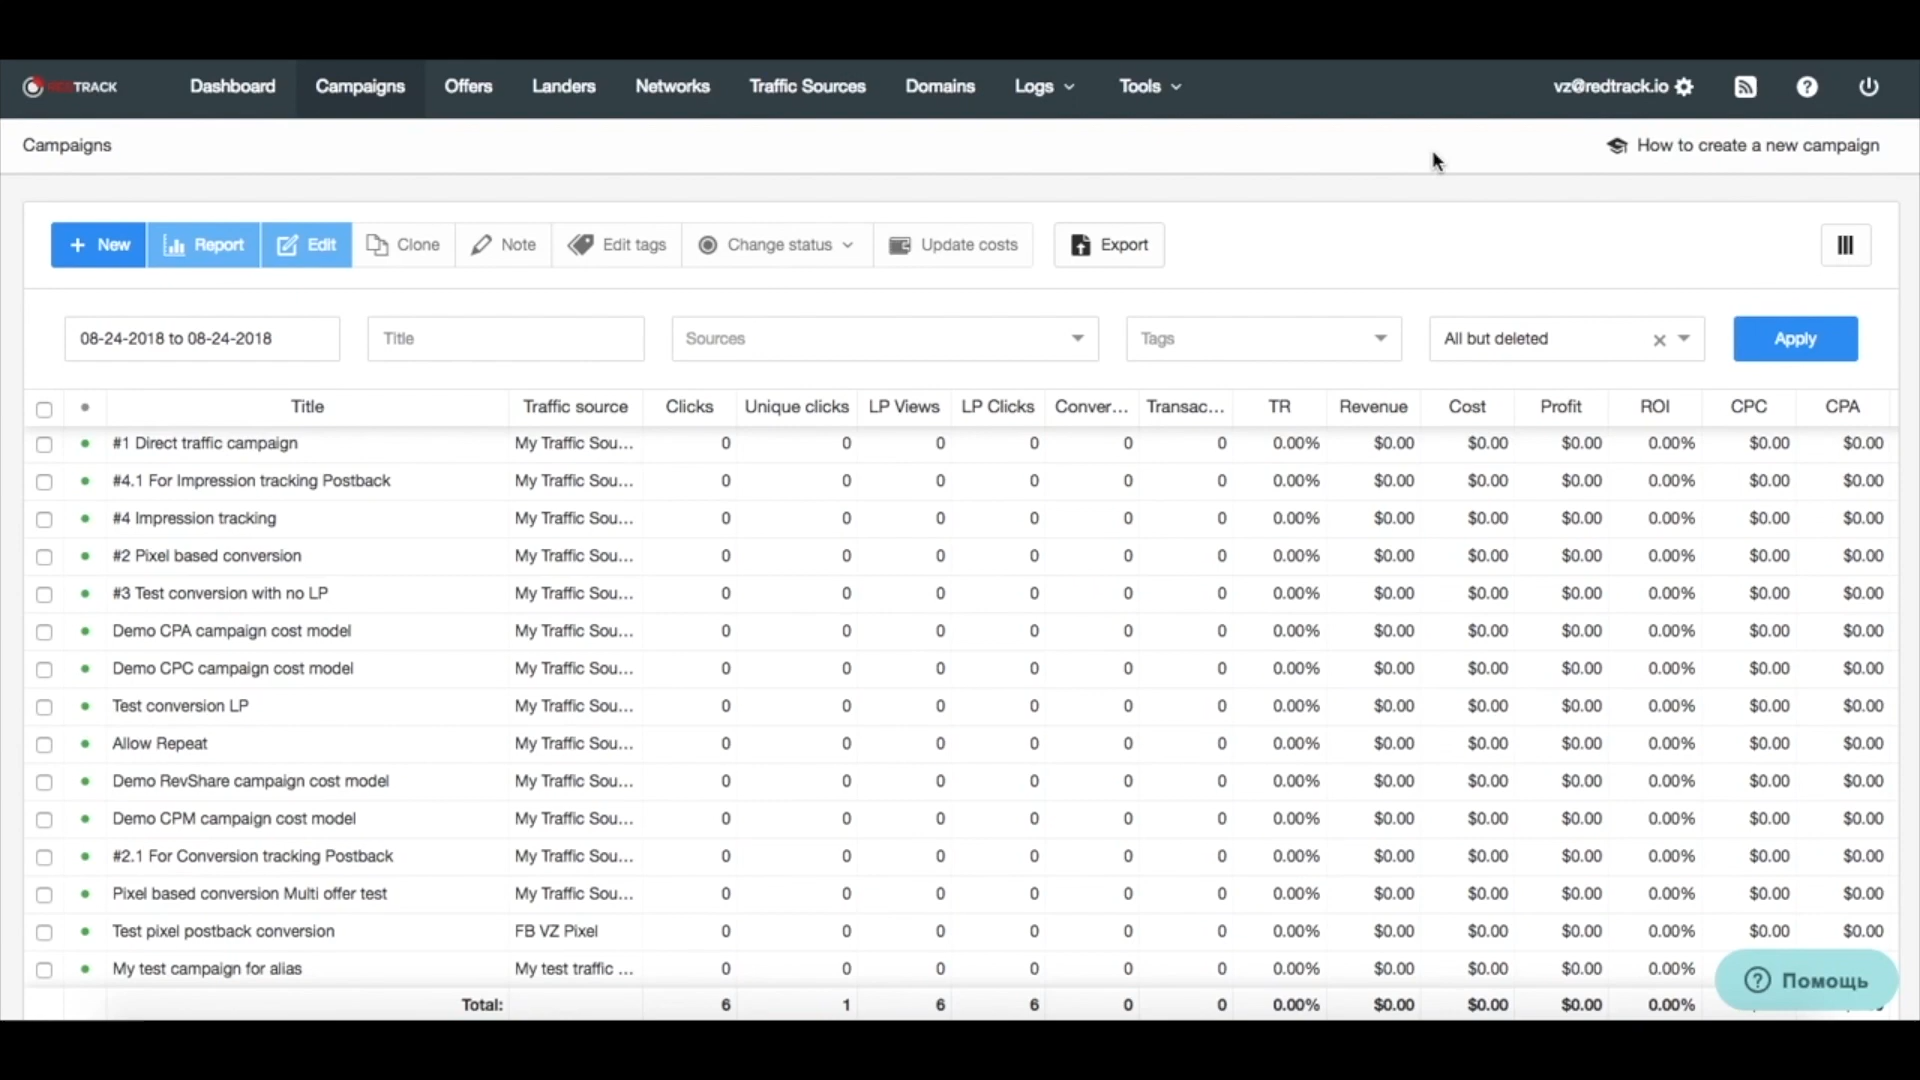 REDTRACK Dashboard Campaigns Offers Landers Networks Traffic Sources Domains Logs Tools vz@redtrack.io
Campaigns How to create a new campaign
New Report Edit Clone Note Edit tags Change status Update costs Export
08-24-2018 to 08-24-2018 Title Sources Tags All but deleted Apply
Title Traffic source Clicks Unique clicks LP Views LP Clicks Conver... Transac... TR Revenue Cost Profit ROI CPC CPA
#1 Direct traffic campaign My Traffic Sou... 0 0 0 0 0 0 0.00% $0.00 $0.00 $0.00 0.00% $0.00 $0.00
#4.1 For Impression tracking Postback My Traffic Sou... 0 0 0 0 0 0 0.00% $0.00 $0.00 $0.00 0.00% $0.00 $0.00
#4 Impression tracking My Traffic Sou... 0 0 0 0 0 0 0.00% $0.00 $0.00 $0.00 0.00% $0.00 $0.00
#2 Pixel based conversion My Traffic Sou... 0 0 0 0 0 0 0.00% $0.00 $0.00 $0.00 0.00% $0.00 $0.00
#3 Test conversion with no LP My Traffic Sou... 0 0 0 0 0 0 0.00% $0.00 $0.00 $0.00 0.00% $0.00 $0.00
Demo CPA campaign cost model My Traffic Sou... 0 0 0 0 0 0 0.00% $0.00 $0.00 $0.00 0.00% $0.00 $0.00
Demo CPC campaign cost model My Traffic Sou... 0 0 0 0 0 0 0.00% $0.00 $0.00 $0.00 0.00% $0.00 $0.00
Test conversion LP My Traffic Sou... 0 0 0 0 0 0 0.00% $0.00 $0.00 $0.00 0.00% $0.00 $0.00
Allow Repeat My Traffic Sou... 0 0 0 0 0 0 0.00% $0.00 $0.00 $0.00 0.00% $0.00 $0.00
Demo RevShare campaign cost model My Traffic Sou... 0 0 0 0 0 0 0.00% $0.00 $0.00 $0.00 0.00% $0.00 $0.00
Demo CPM campaign cost model My Traffic Sou... 0 0 0 0 0 0 0.00% $0.00 $0.00 $0.00 0.00% $0.00 $0.00
#2.1 For Conversion tracking Postback My Traffic Sou... 0 0 0 0 0 0 0.00% $0.00 $0.00 $0.00 0.00% $0.00 $0.00
Pixel based conversion Multi offer test My Traffic Sou... 0 0 0 0 0 0 0.00% $0.00 $0.00 $0.00 0.00% $0.00 $0.00
Test pixel postback conversion FB VZ Pixel 0 0 0 0 0 0 0.00% $0.00 $0.00 $0.00 0.00% $0.00 $0.00
My test campaign for alias My test traffic ... 0 0 0 0 0 0 0.00% $0.00 $0.00 $0.00 0.00%
Помощь
Total: 6 1 6 6 0 0 0.00% $0.00 $0.00 $0.00 0.00%